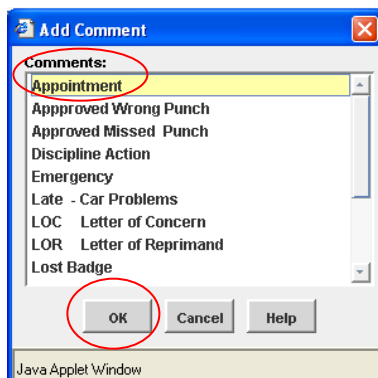 Add Comment
Comments:
Appointment
Appproved Wrong Punch
Approved Missed Punch
Discipline Action
Emergency
Late - Car Problems
LOC Letter of Concern
LOR Letter of Reprimand
Lost Badge
OK Cancel Help
Java Applet Window